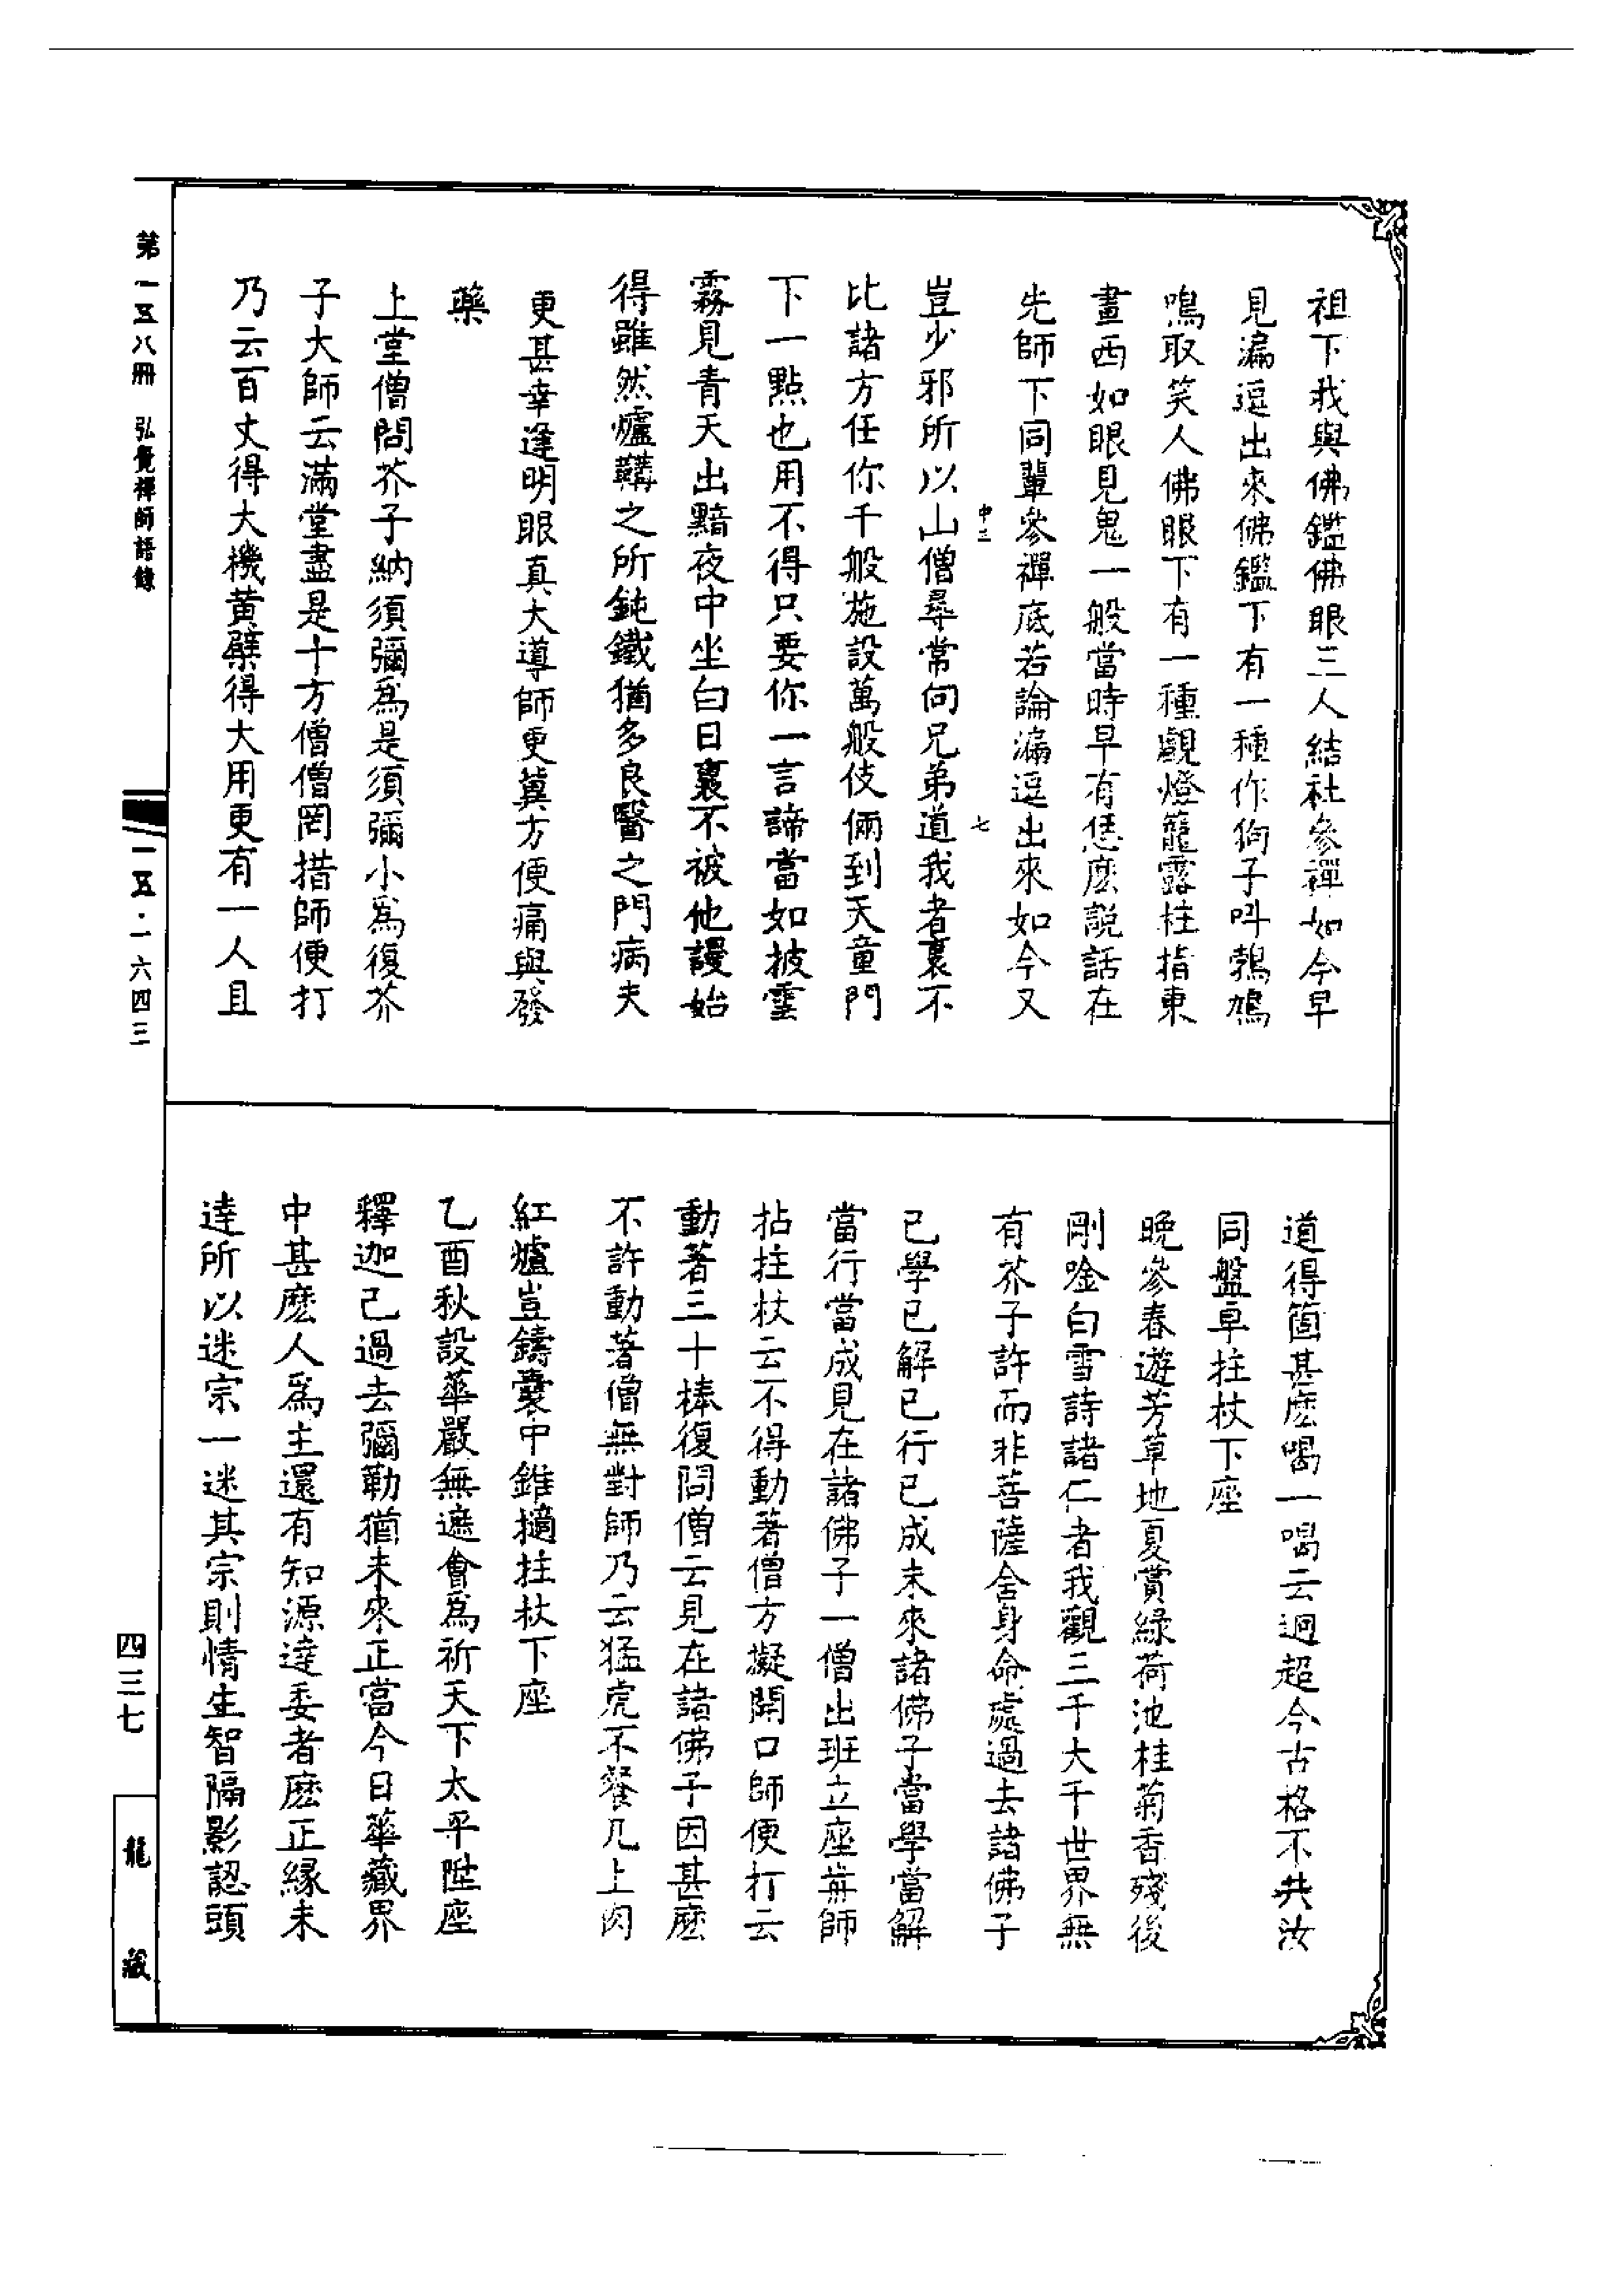 祖下我與佛鑑佛眼三人結社參禪如今早
見漏逗出來佛鑑下有一種作狗子呌鵓鳩
鳴取笑人佛眼下有一種覷燈籠露柱指東
畫西如眼見鬼一般當時早有恁麽說話在
先師下同輩參禪底若論漏逗出來如今又
中三 七
豈少邪所以山僧尋常向兄弟道我者裏不
比諸方任你千般施設萬般伎倆到天童門
下一點也用不得只要你一言諦當如披雲
霧見青天出黯夜中坐白日裏不被他謾始
得雖然爐韝之所鈍鐵猶多良醫之門病夫
更甚幸逢明眼真大導師更冀方便痛與發
藥
上堂僧問芥子納須彌爲是須彌小爲復芥
子大師云滿堂盡是十方僧僧罔措師便打
乃云百丈得大機黃檗得大用更有一人且
道得箇甚麽喝一喝云迥超今古格不共汝
同盤卓拄杖下座
晚參春遊芳草地夏賞綠荷池桂菊香殘後
剛唫白雪詩諸仁者我觀三千大千世界無
有芥子許而非菩薩舍身命處過去諸佛子
已學已解已行已成未來諸佛子當學當解
當行當成見在諸佛子一僧出班立座前師
拈拄杖云不得動著僧方擬開口師便打云
動著三十棒復問僧云見在諸佛子因甚麽
不許動著僧無對師乃云猛虎不餐几上肉
紅爐豈鑄囊中錐擿拄杖下座
乙酉秋設華嚴無遮會爲祈天下太平陞座
釋迦已過去彌勒猶未來正當今日華藏界
中甚麽人爲主還有知源達委者麽正緣未
達所以迷宗一迷其宗則情生智隔影認頭
第一五八冊 弘覺禪師語錄
一五·一六四三
四三七
龍藏